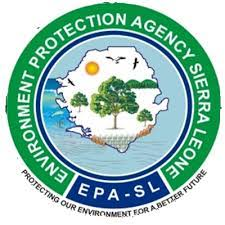 ENVIRONMENT PROTECTION AGENCY SIERRA LEONE
EPA-SL
PROTECTING OUR ENVIRONMENT FOR A BETTER FUTURE